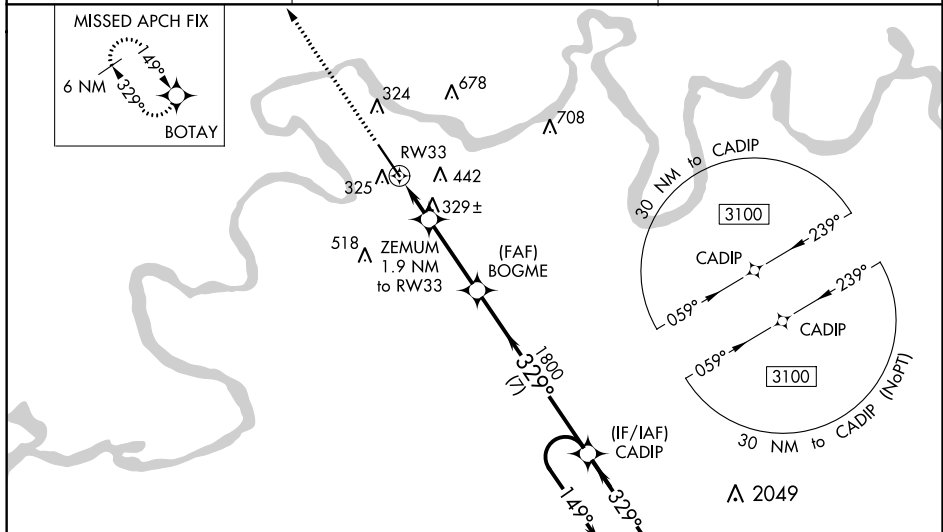 MISSED APCH FIX
149°
6 NM
329°
BOTAY
324
678
708
RW33
325
442
329±
518
ZEMUM
1.9 NM
to RW33
(FAF)
BOGME
1800
329°
(7)
(IF/IAF)
CADIP
149°
329°
30 NM to CADIP
3100
239°
CADIP
059°
239°
CADIP
059°
3100
30 NM to CADIP (NoPT)
2049